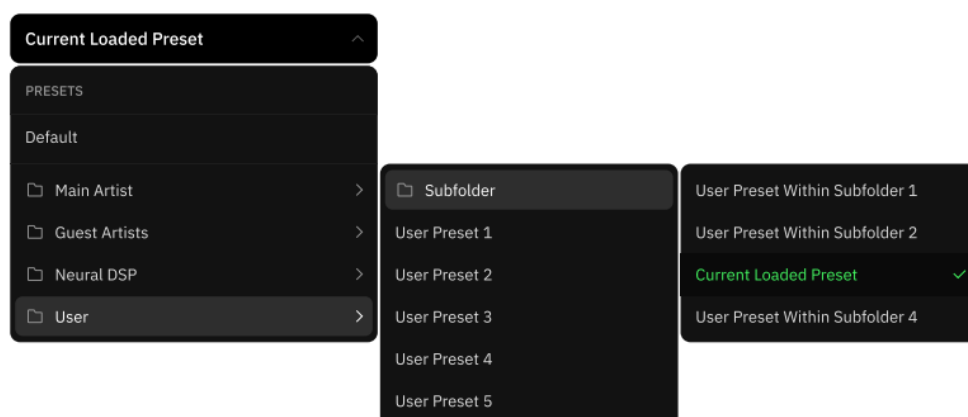 Current Loaded Preset
PRESETS
Default
Main Artist
Guest Artists
Neural DSP
User
Subfolder
User Preset 1
User Preset 2
User Preset 3
User Preset 4
User Preset 5
User Preset Within Subfolder 1
User Preset Within Subfolder 2
Current Loaded Preset
User Preset Within Subfolder 4